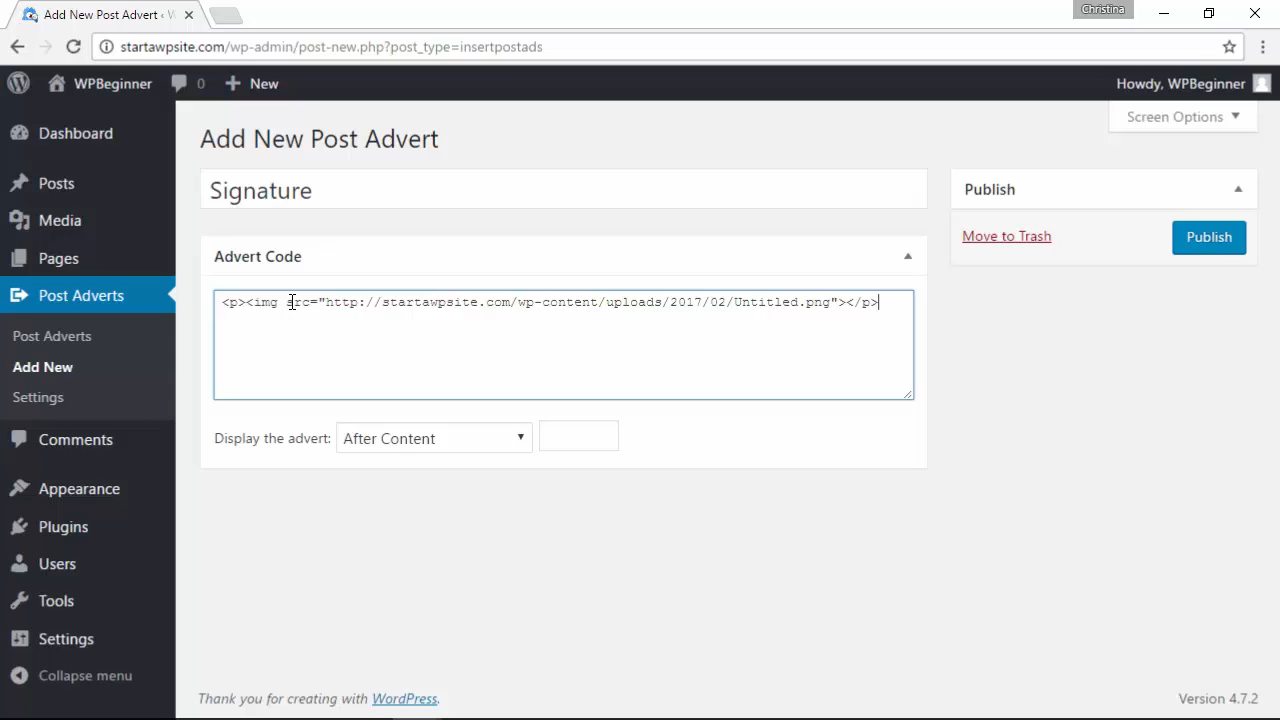 Add New Post Advert ‹ W
Christina
startawpsite.com/wp-admin/post-new.php?post_type=insertpostads
WPBeginner
0
New
Howdy, WPBeginner
Dashboard
Posts
Media
Pages
Post Adverts
Post Adverts
Add New
Settings
Comments
Appearance
Plugins
Users
Tools
Settings
Collapse menu
Screen Options
Add New Post Advert
Signature
Advert Code
<p><img src="http://startawpsite.com/wp-content/uploads/2017/02/Untitled.png"></p>
Display the advert: After Content
Publish
Move to Trash
Publish
Thank you for creating with WordPress.
Version 4.7.2